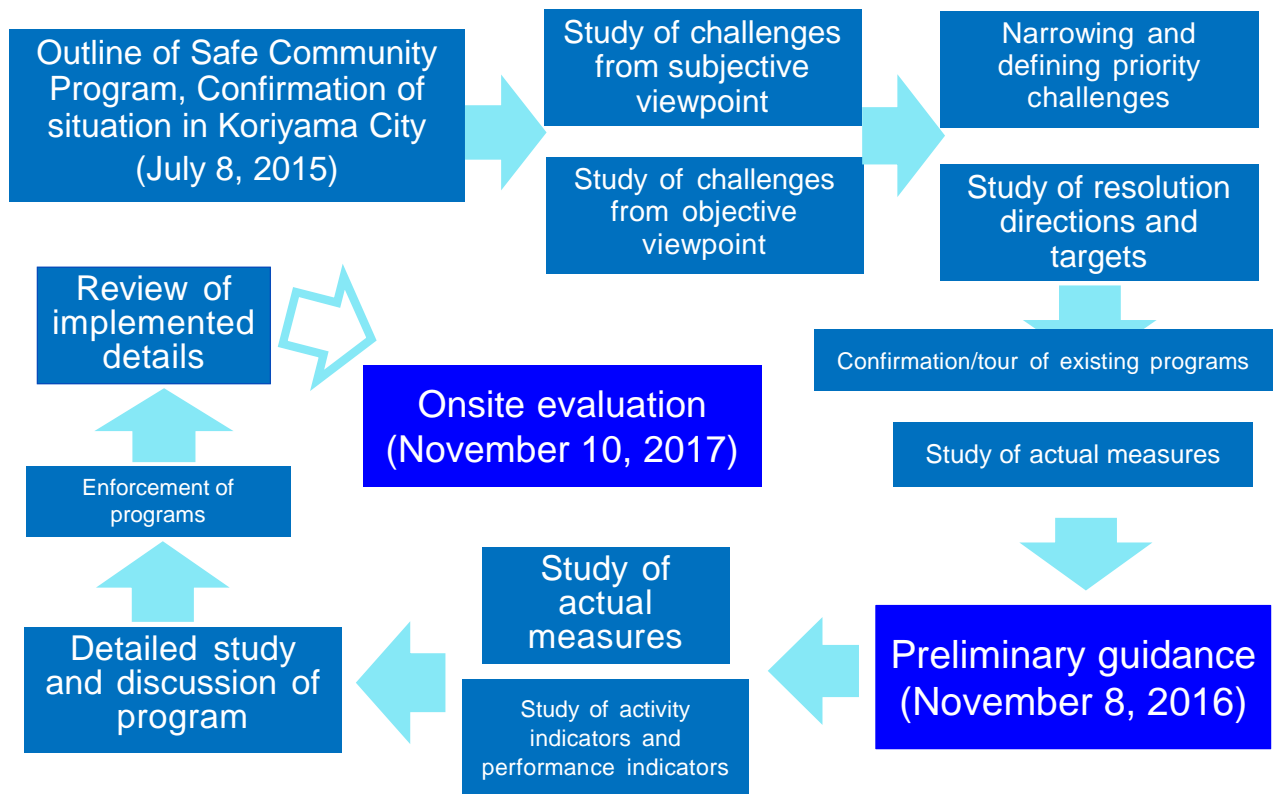 Outline of Safe Community
Program, Confirmation of
situation in Koriyama City
(July 8, 2015)
Study of challenges
from subjective
viewpoint
Study of challenges
from objective
viewpoint
Narrowing and
defining priority
challenges
Study of resolution
directions and
targets
Confirmation/tour of existing programs
Study of actual measures
Preliminary guidance
(November 8, 2016)
Study of
actual
measures
Study of activity
indicators and
performance indicators
Detailed study
and discussion of
program
Enforcement of
programs
Review of
implemented
details
Onsite evaluation
(November 10, 2017)